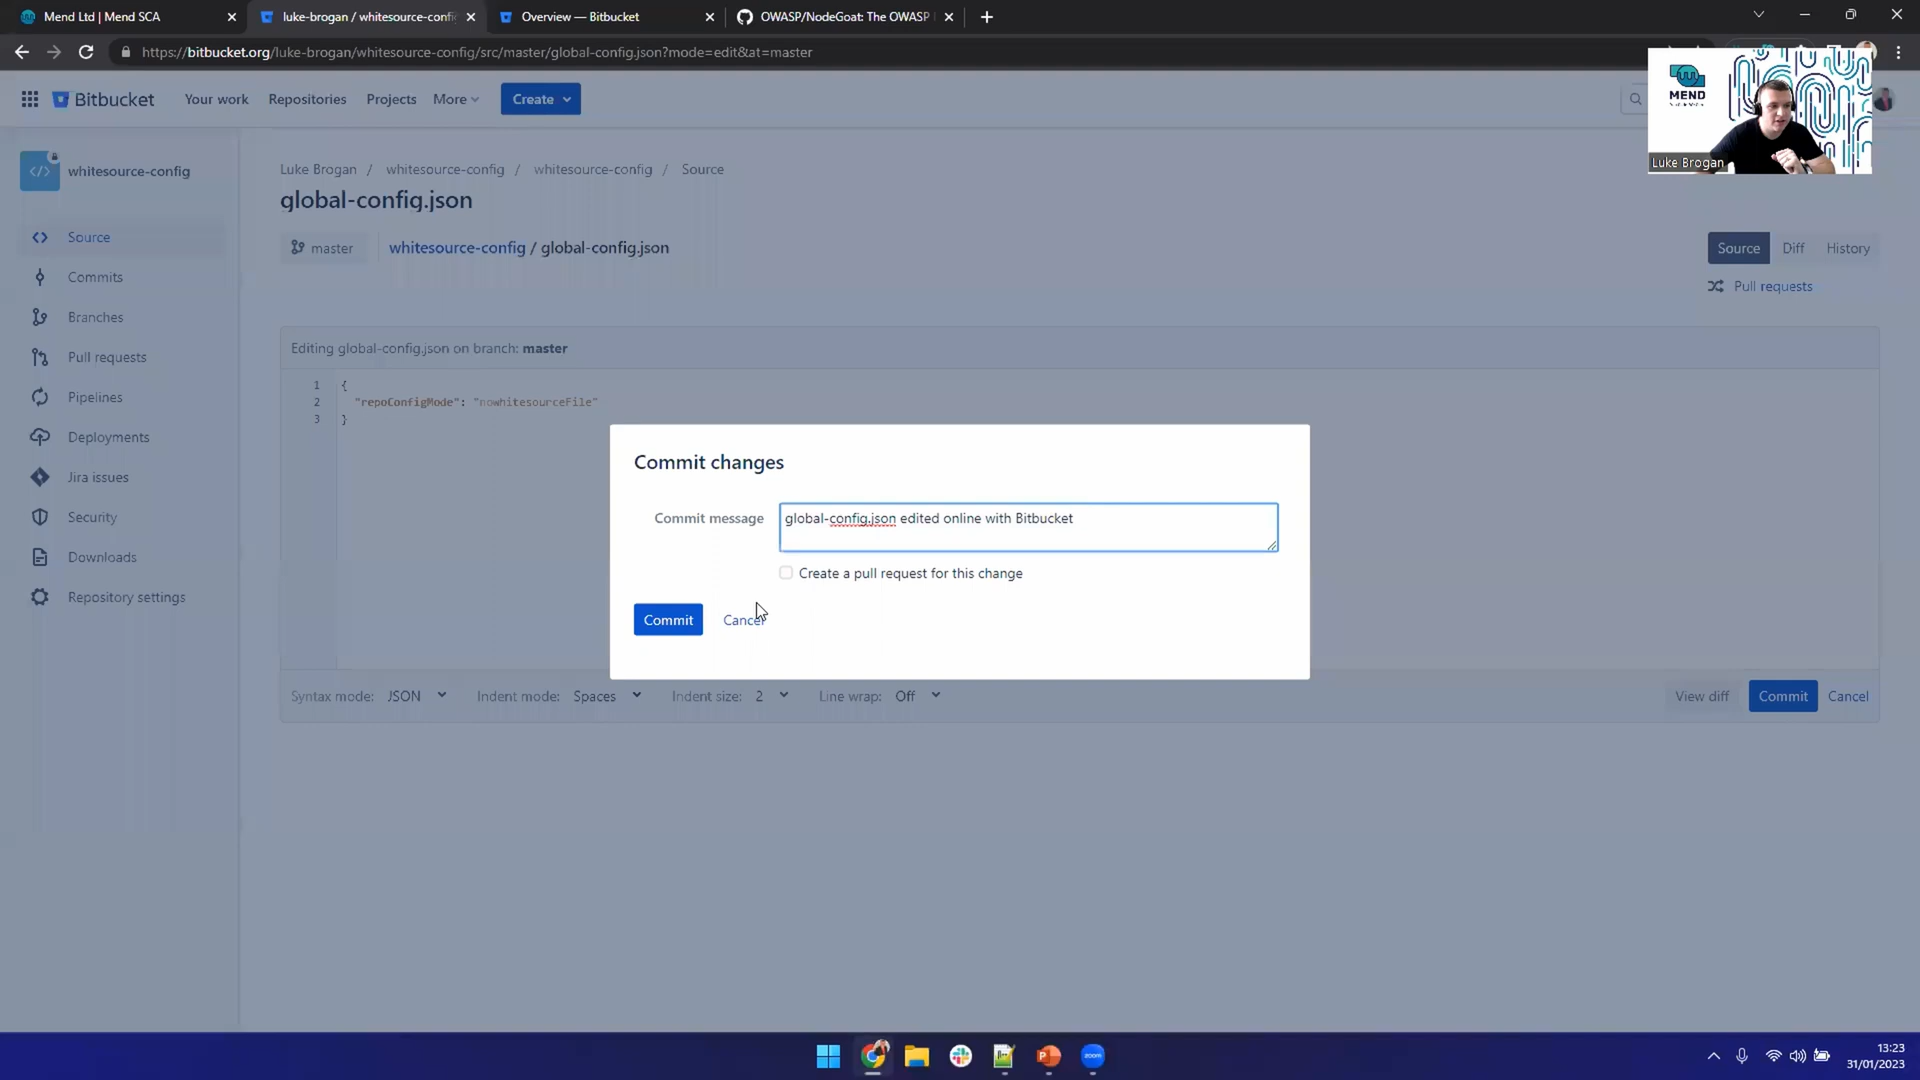 Mend Ltd | Mend SCA
luke-brogan / whitesource-confi
Overview — Bitbucket
OWASP/NodeGoat: The OWASP
https://bitbucket.org/luke-brogan/whitesource-config/src/master/global-config.json?mode=edit&at=master
Bitbucket
Your work
Repositories
Projects
More
Create
MEND
Luke Brogan
whitesource-config
Luke Brogan / whitesource-config / whitesource-config / Source
global-config.json
Source
master
whitesource-config / global-config.json
Source
Diff
History
Commits
Pull requests
Branches
Editing global-config.json on branch: master
Pull requests
1 {
2 "repoConfigMode": "nowhitesourceFile"
3 }
Pipelines
Deployments
Jira issues
Security
Downloads
Repository settings
Commit changes
Commit message
global-config.json edited online with Bitbucket
Create a pull request for this change
Commit
Cancel
Syntax mode: JSON
Indent mode: Spaces
Indent size: 2
Line wrap: Off
View diff
Commit
Cancel
zoom
13:23
31/01/2023